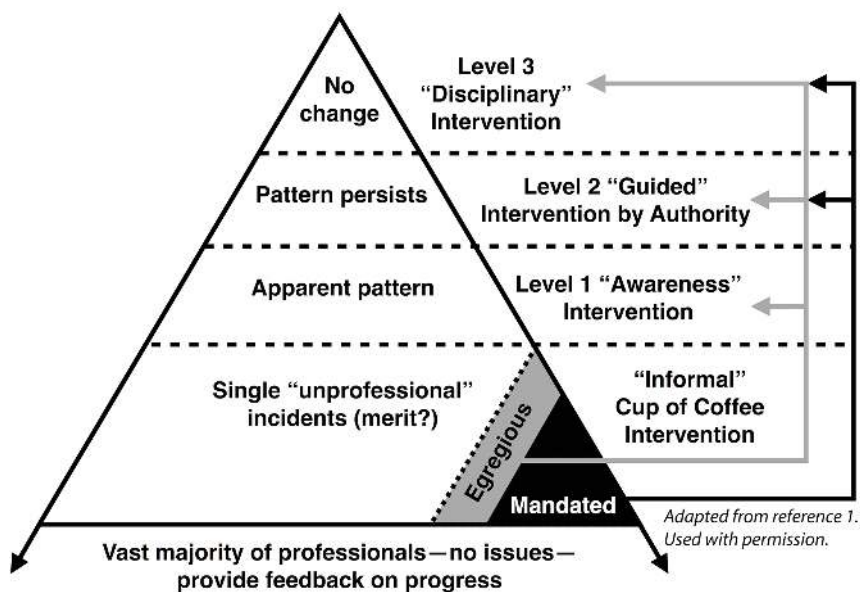 No
change
Level 3
“Disciplinary”
Intervention
Pattern persists
Level 2 “Guided”
Intervention by Authority
Apparent pattern
Level 1 “Awareness”
Intervention
Single “unprofessional”
incidents (merit?)
Egregious
Mandated
“Informal”
Cup of Coffee
Intervention
Vast majority of professionals—no issues—
provide feedback on progress
Adapted from reference 1.
Used with permission.